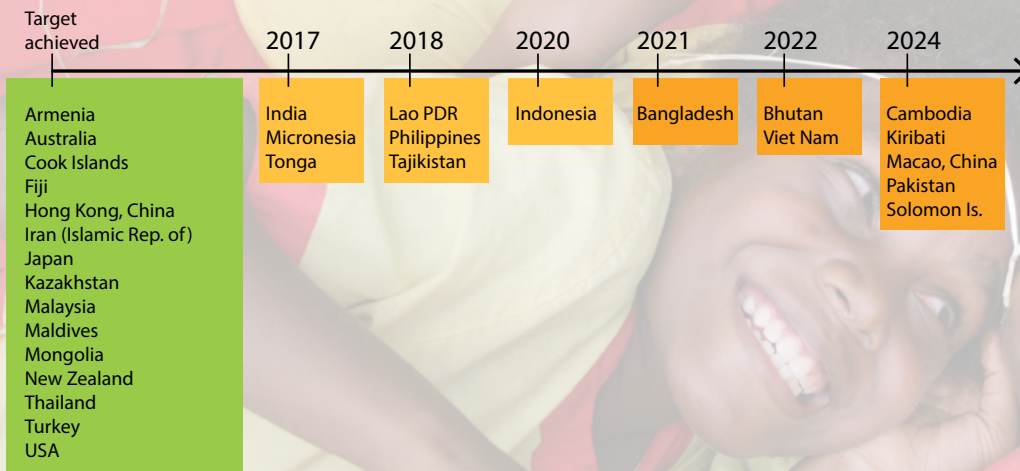 Target
achieved
2017
2018
2020
2021
2022
2024
Armenia
Australia
Cook Islands
Fiji
Hong Kong, China
Iran (Islamic Rep. of)
Japan
Kazakhstan
Malaysia
Maldives
Mongolia
New Zealand
Thailand
Turkey
USA
India
Micronesia
Tonga
Lao PDR
Philippines
Tajikistan
Indonesia
Bangladesh
Bhutan
Viet Nam
Cambodia
Kiribati
Macao, China
Pakistan
Solomon Is.